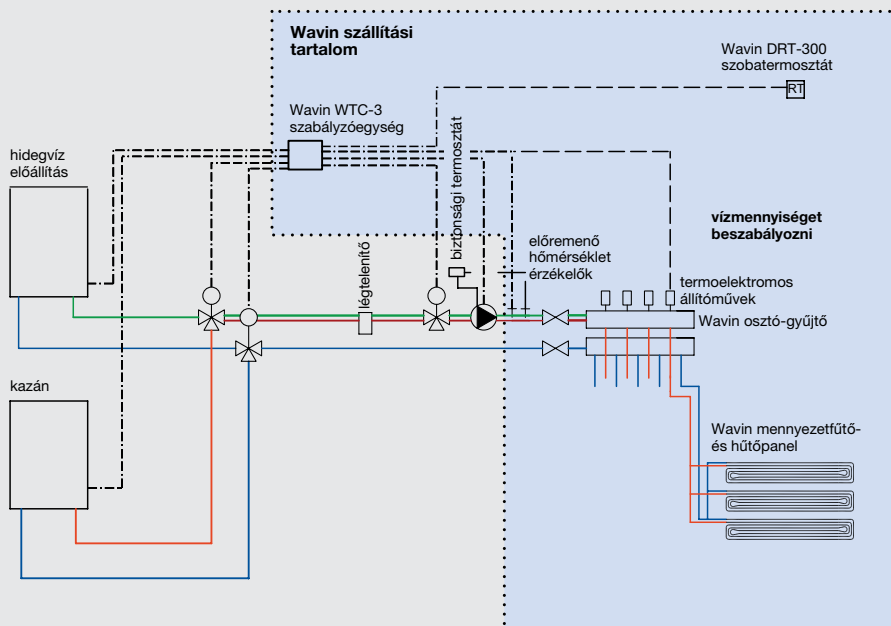 Wavin szállítási
tartalom
Wavin DRT-300
szobatermosztát
RT
Wavin WTC-3
szabályzóegység
biztonsági termosztát
hidegvíz
előállítás
vízmennyiséget
beszabályozni
előremenő
hőmérséklet
érzékelők
légtelenítő
termoelektromos
állítóművek
Wavin osztó-gyűjtő
kazán
Wavin mennyezetfűtő-
és hűtőpanel